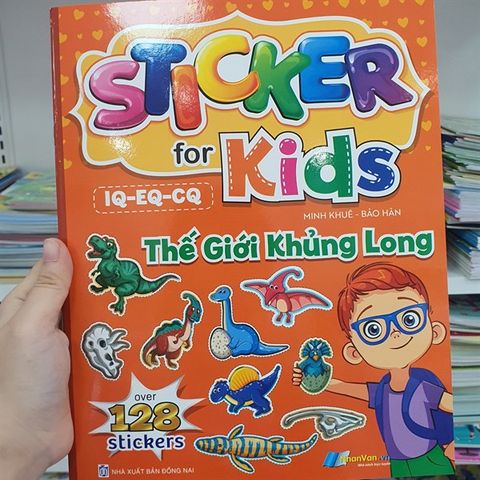 STICKER
for Kids
IQ-EQ-CQ
MINH KHUÊ - BẢO HÂN
Thế Giới Khủng Long
over
128
stickers
NHÀ XUẤT BẢN ĐỒNG NAI
NhanVan.vn